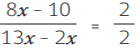 8x - 10 / 13x - 2x = 2 / 2